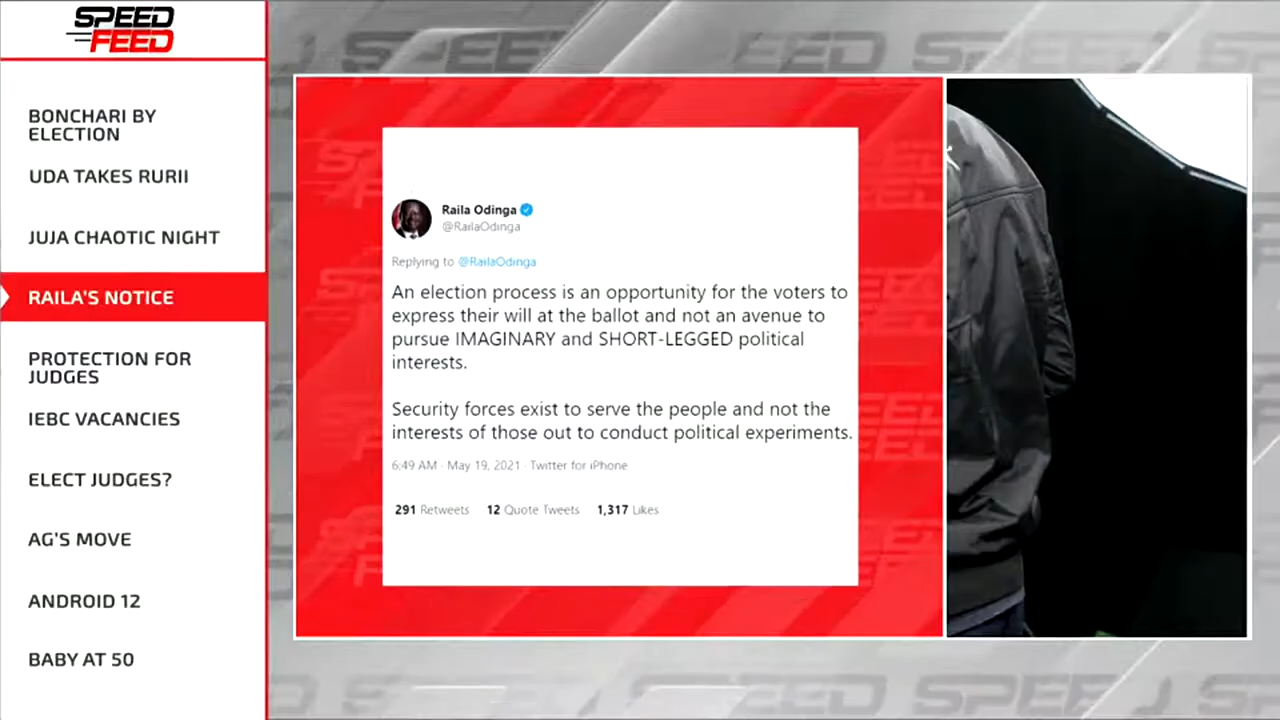 SPEED
FEED
BONCHARI BY
ELECTION
UDA TAKES RURII
JUJA CHAOTIC NIGHT
RAILA'S NOTICE
PROTECTION FOR
JUDGES
IEBC VACANCIES
ELECT JUDGES?
AG'S MOVE
ANDROID 12
BABY AT 50
Raila Odinga
@RailaOdinga
Replying to @RailaOdinga
An election process is an opportunity for the voters to
express their will at the ballot and not an avenue to
pursue IMAGINARY and SHORT-LEGGED political
interests.
Security forces exist to serve the people and not the
interests of those out to conduct political experiments.
6:49 AM · May 19, 2021 · Twitter for iPhone
291 Retweets 12 Quote Tweets 1,317 Likes